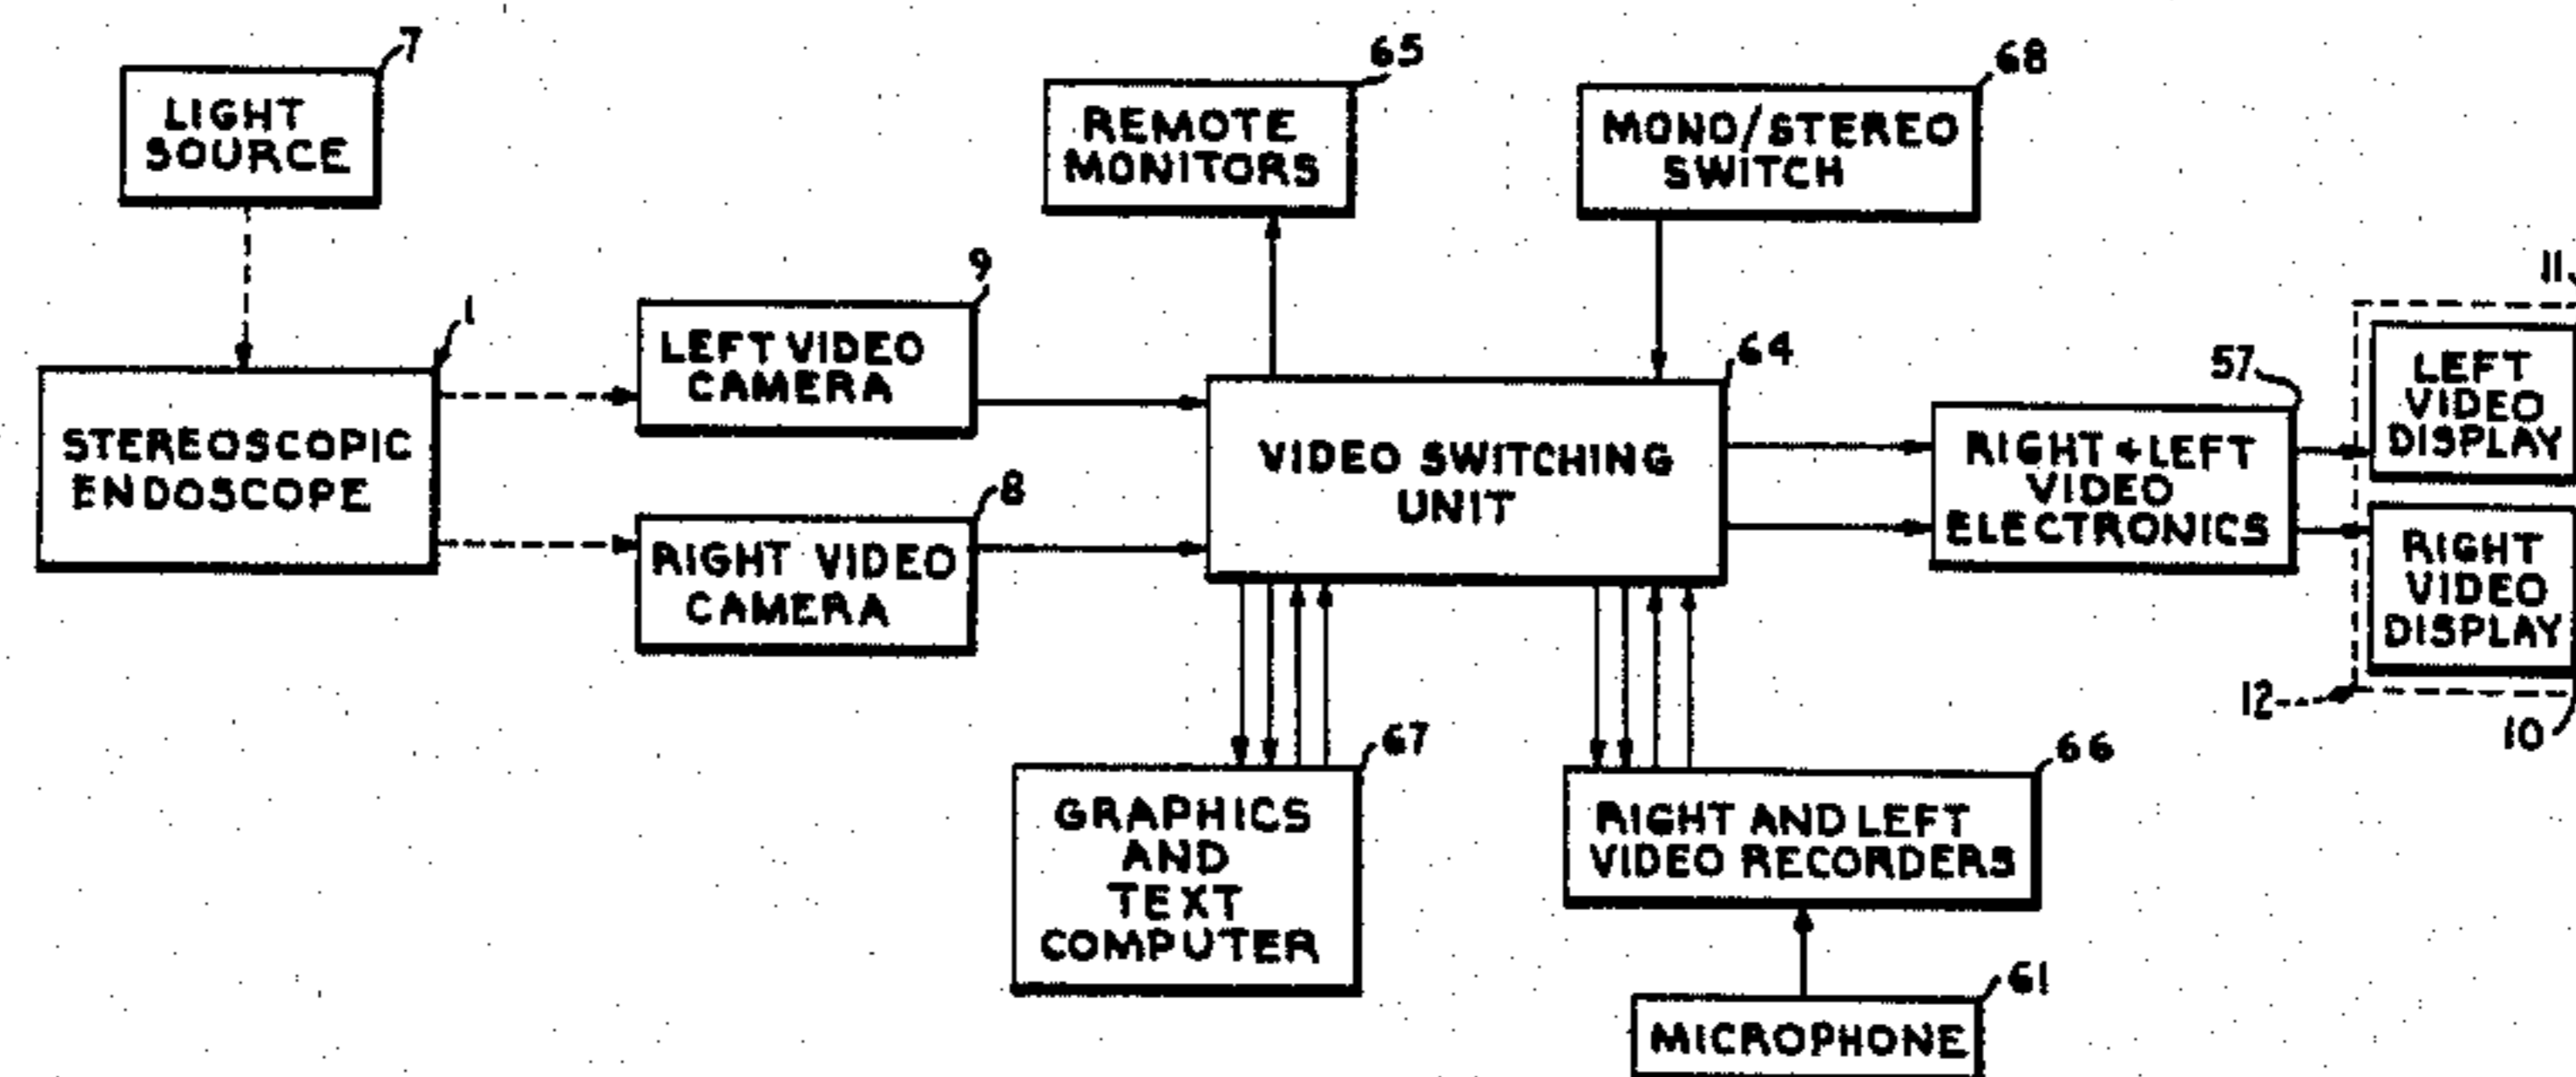 7
LIGHT
SOURCE
65
REMOTE
MONITORS
68
MONO/STEREO
SWITCH
1
STEREOSCOPIC
ENDOSCOPE
9
LEFT VIDEO
CAMERA
8
RIGHT VIDEO
CAMERA
64
VIDEO SWITCHING
UNIT
57
RIGHT & LEFT
VIDEO
ELECTRONICS
11
LEFT
VIDEO
DISPLAY
RIGHT
VIDEO
DISPLAY
12
10
67
GRAPHICS
AND
TEXT
COMPUTER
66
RIGHT AND LEFT
VIDEO RECORDERS
61
MICROPHONE